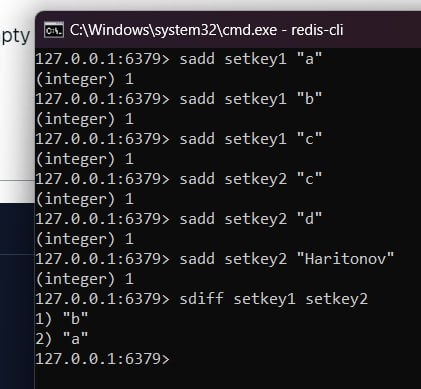 pty
C:\Windows\system32\cmd.exe - redis-cli
127.0.0.1:6379> sadd setkey1 "a"
(integer) 1
127.0.0.1:6379> sadd setkey1 "b"
(integer) 1
127.0.0.1:6379> sadd setkey1 "c"
(integer) 1
127.0.0.1:6379> sadd setkey2 "c"
(integer) 1
127.0.0.1:6379> sadd setkey2 "d"
(integer) 1
127.0.0.1:6379> sadd setkey2 "Haritonov"
(integer) 1
127.0.0.1:6379> sdiff setkey1 setkey2
1) "b"
2) "a"
127.0.0.1:6379>